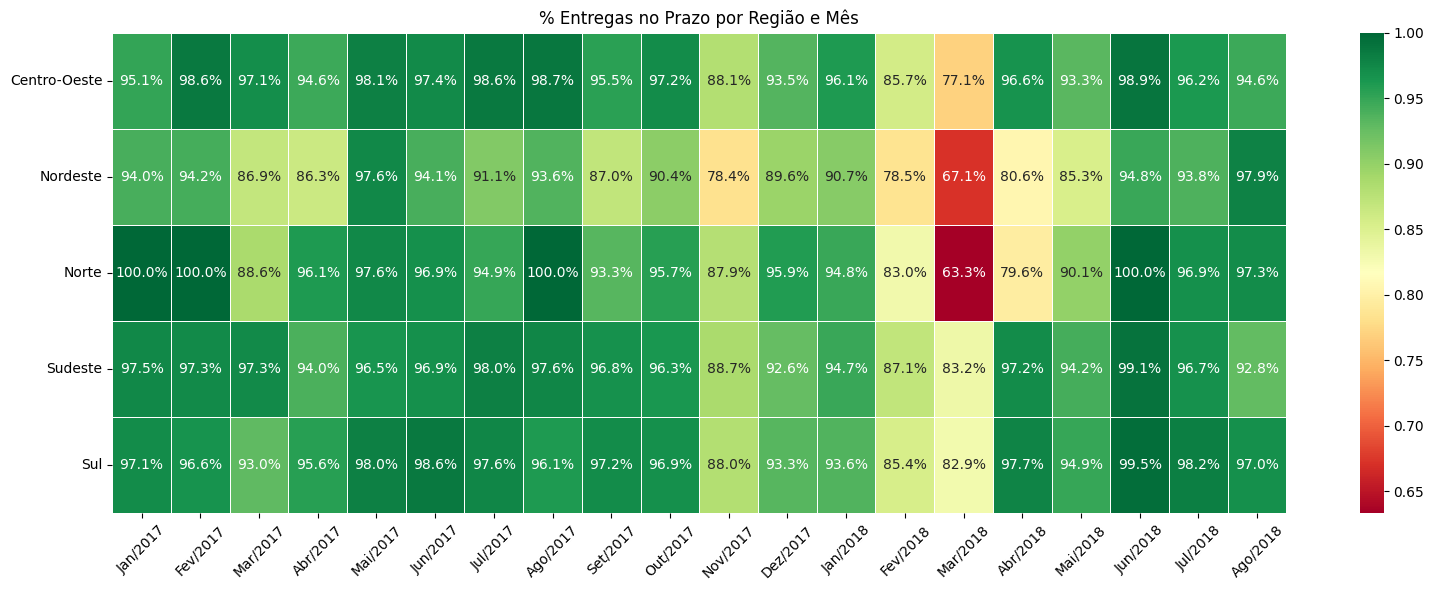 % Entregas no Prazo por Região e Mês
Centro-Oeste 95.1% 98.6% 97.1% 94.6% 98.1% 97.4% 98.6% 98.7% 95.5% 97.2% 88.1% 93.5% 96.1% 85.7% 77.1% 96.6% 93.3% 98.9% 96.2% 94.6%
Nordeste 94.0% 94.2% 86.9% 86.3% 97.6% 94.1% 91.1% 93.6% 87.0% 90.4% 78.4% 89.6% 90.7% 78.5% 67.1% 80.6% 85.3% 94.8% 93.8% 97.9%
Norte 100.0% 100.0% 88.6% 96.1% 97.6% 96.9% 94.9% 100.0% 93.3% 95.7% 87.9% 95.9% 94.8% 83.0% 63.3% 79.6% 90.1% 100.0% 96.9% 97.3%
Sudeste 97.5% 97.3% 97.3% 94.0% 96.5% 96.9% 98.0% 97.6% 96.8% 96.3% 88.7% 92.6% 94.7% 87.1% 83.2% 97.2% 94.2% 99.1% 96.7% 92.8%
Sul 97.1% 96.6% 93.0% 95.6% 98.0% 98.6% 97.6% 96.1% 97.2% 96.9% 88.0% 93.3% 93.6% 85.4% 82.9% 97.7% 94.9% 99.5% 98.2% 97.0%
Jan/2017 Fev/2017 Mar/2017 Abr/2017 Mai/2017 Jun/2017 Jul/2017 Ago/2017 Set/2017 Out/2017 Nov/2017 Dez/2017 Jan/2018 Fev/2018 Mar/2018 Abr/2018 Mai/2018 Jun/2018 Jul/2018 Ago/2018
1.00
0.95
0.90
0.85
0.80
0.75
0.70
0.65